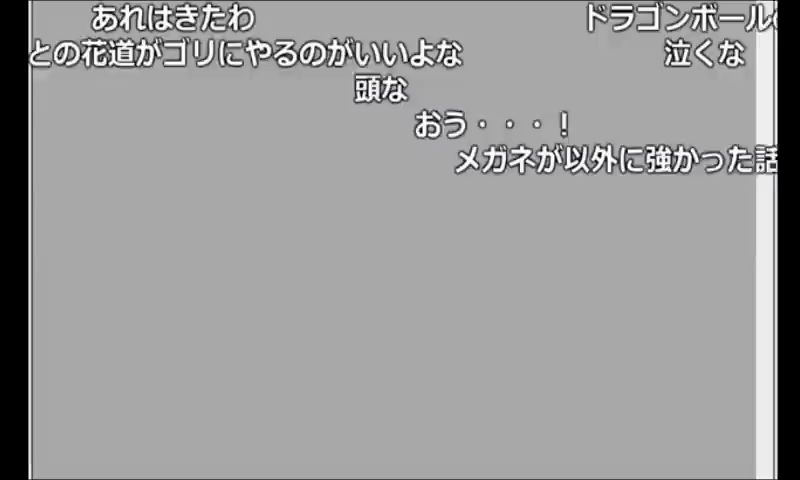 あれはきたわ
ドラゴンボール
との花道がゴリにやるのがいいよな
泣くな
頭な
おう・・・！
メガネが以外に強かった話